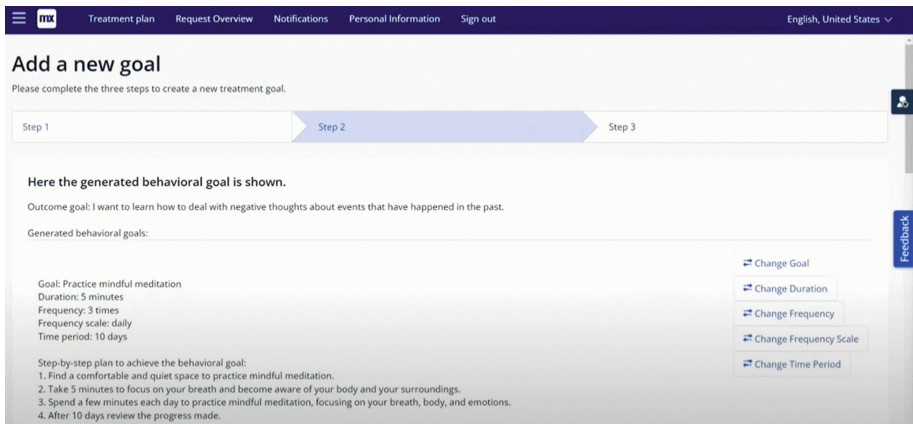 mx Treatment plan Request Overview Notifications Personal Information Sign out English, United States
Add a new goal
Please complete the three steps to create a new treatment goal.
Step 1 Step 2 Step 3
Here the generated behavioral goal is shown.
Outcome goal: I want to learn how to deal with negative thoughts about events that have happened in the past.
Generated behavioral goals:
Feedback
Change Goal
Goal: Practice mindful meditation
Duration: 5 minutes
Change Duration
Frequency: 3 times
Change Frequency
Frequency scale: daily
Time period: 10 days
Change Frequency Scale
Step-by-step plan to achieve the behavioral goal:
Change Time Period
1. Find a comfortable and quiet space to practice mindful meditation.
2. Take 5 minutes to focus on your breath and become aware of your body and your surroundings.
3. Spend a few minutes each day to practice mindful meditation, focusing on your breath, body, and emotions.
4. After 10 days review the progress made.